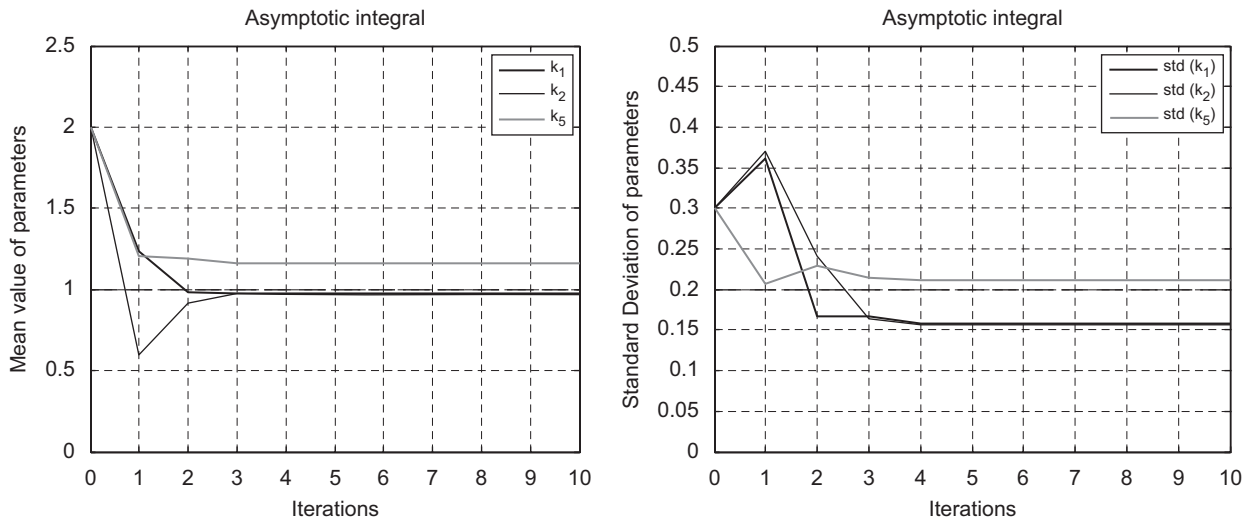 Asymptotic integral
2.5
2
1.5
1
0.5
0
0 1 2 3 4 5 6 7 8 9 10
Iterations
Mean value of parameters
k1
k2
k5
Asymptotic integral
0.5
0.45
0.4
0.35
0.3
0.25
0.2
0.15
0.1
0.05
0
0 1 2 3 4 5 6 7 8 9 10
Iterations
Standard Deviation of parameters
std (k1)
std (k2)
std (k5)